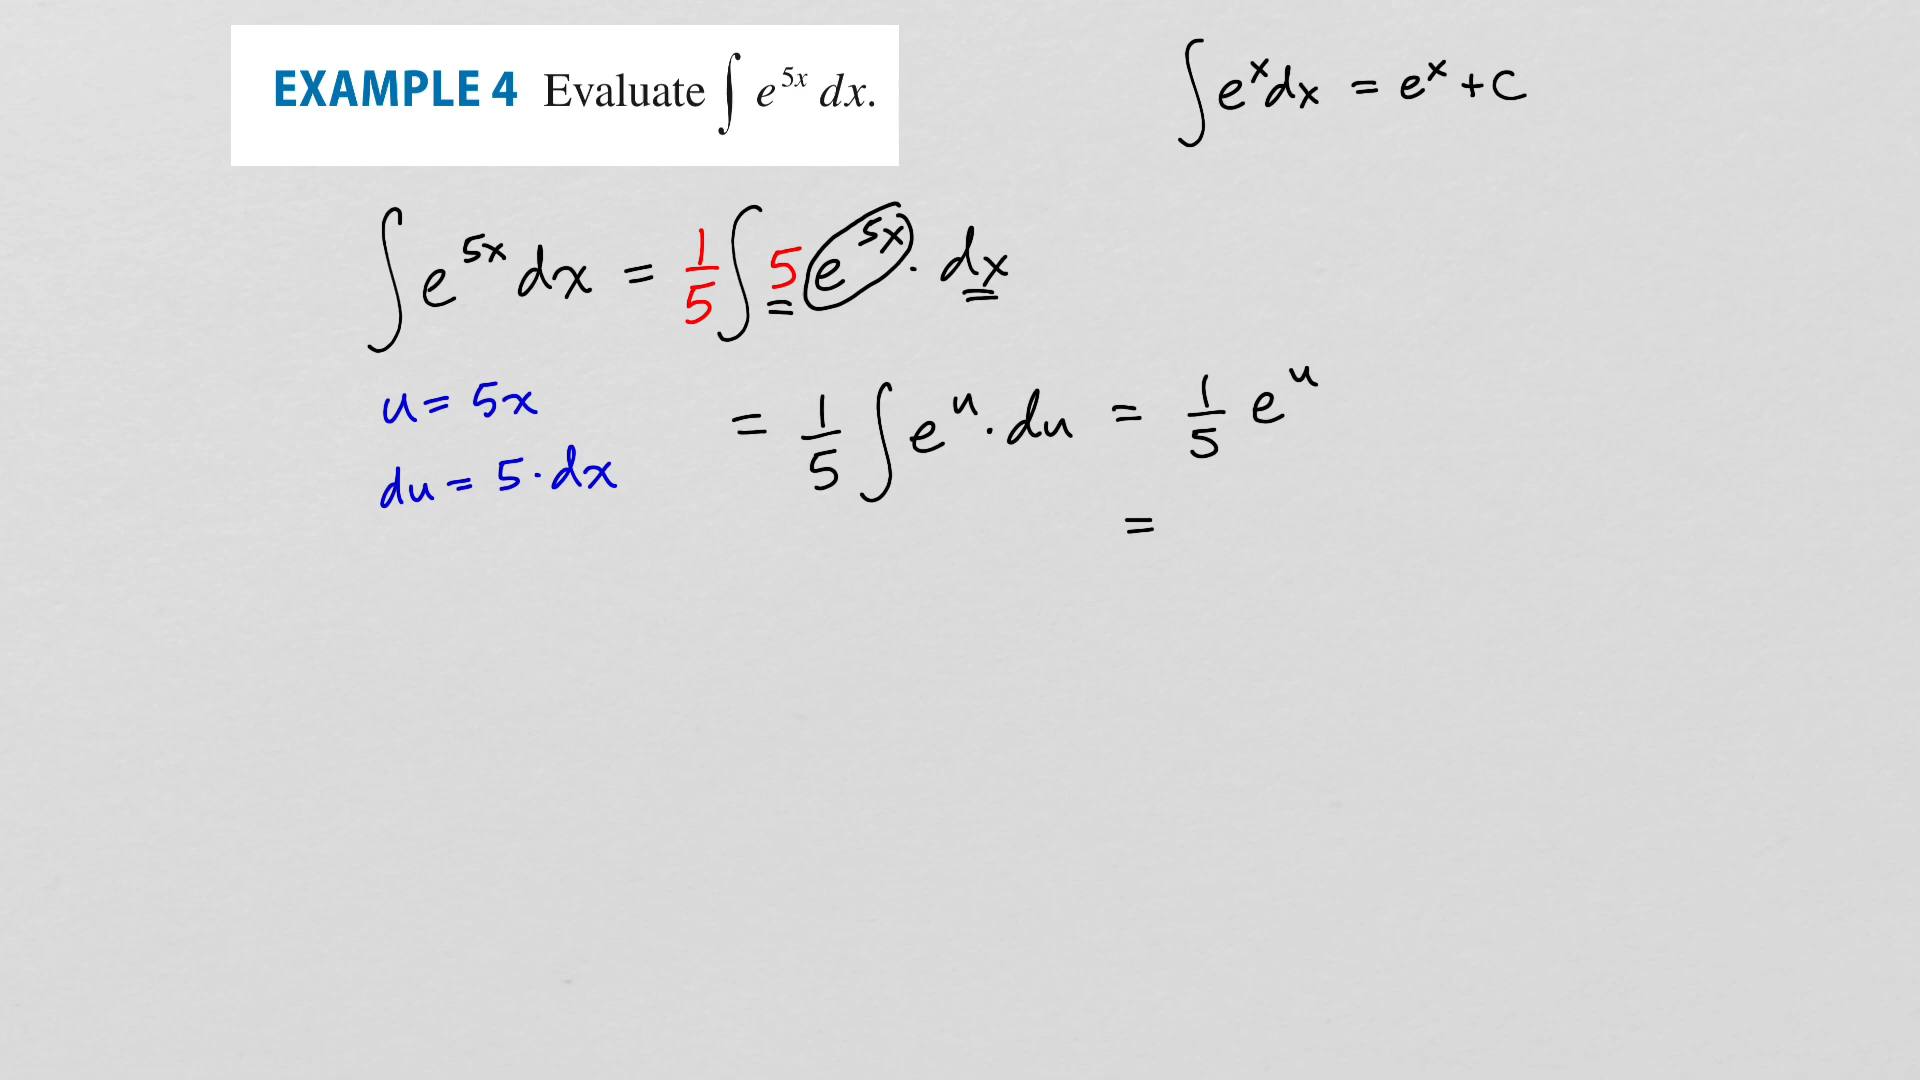 EXAMPLE 4 Evaluate ∫ e^{5x} dx.
∫ e^x dx = e^x + C
∫ e^{5x} dx = 1/5 ∫ 5 e^{5x} · dx
u = 5x
= 1/5 ∫ e^u · du = 1/5 e^u
du = 5 · dx
=